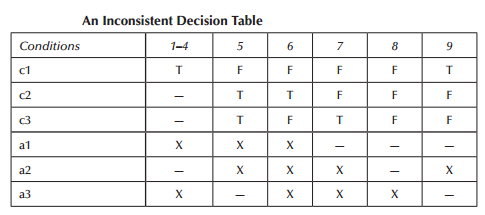 An Inconsistent Decision Table
Conditions 1–4 5 6 7 8 9
c1 T F F F F T
c2 — T T F F F
c3 — T F T F F
a1 X X X — — —
a2 — X X X — X
a3 X — X X X —